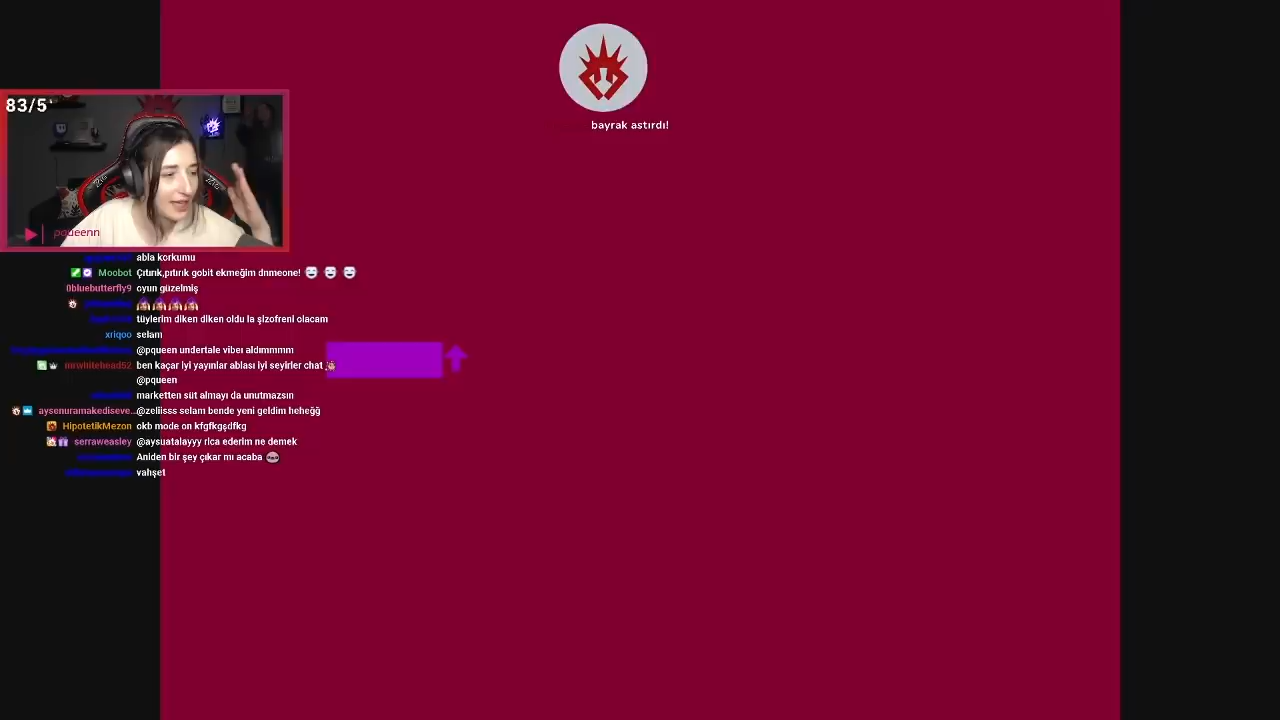 bayrak astırdı!
83/5
pqueenn
abla korkumu
Moobot Çıtırık,pıtırık gobit ekmeğim dnmeone!
0bluebutterfly9 oyun güzelmiş
tüylerim diken diken oldu la şizofreni olacam
xriqoo selam
@pqueen undertale vibeı aldımmmm
mrwhitehead52 ben kaçar iyi yayınlar ablası iyi seyirler chat
@pqueen
marketten süt almayı da unutmazsın
aysenuramakediseve... @zeliisss selam bende yeni geldim heheğğ
HipotetikMezon okb mode on kfgfkgşdfkg
serraweasley @aysuatalayyy rica ederim ne demek
Aniden bir şey çıkar mı acaba
vahşet